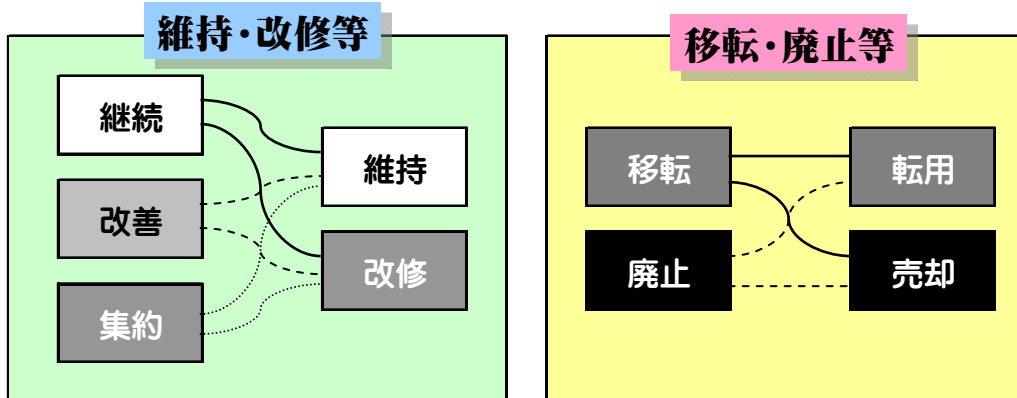 維持・改修等
継続
改善
集約
維持
改修
移転・廃止等
移転
廃止
転用
売却